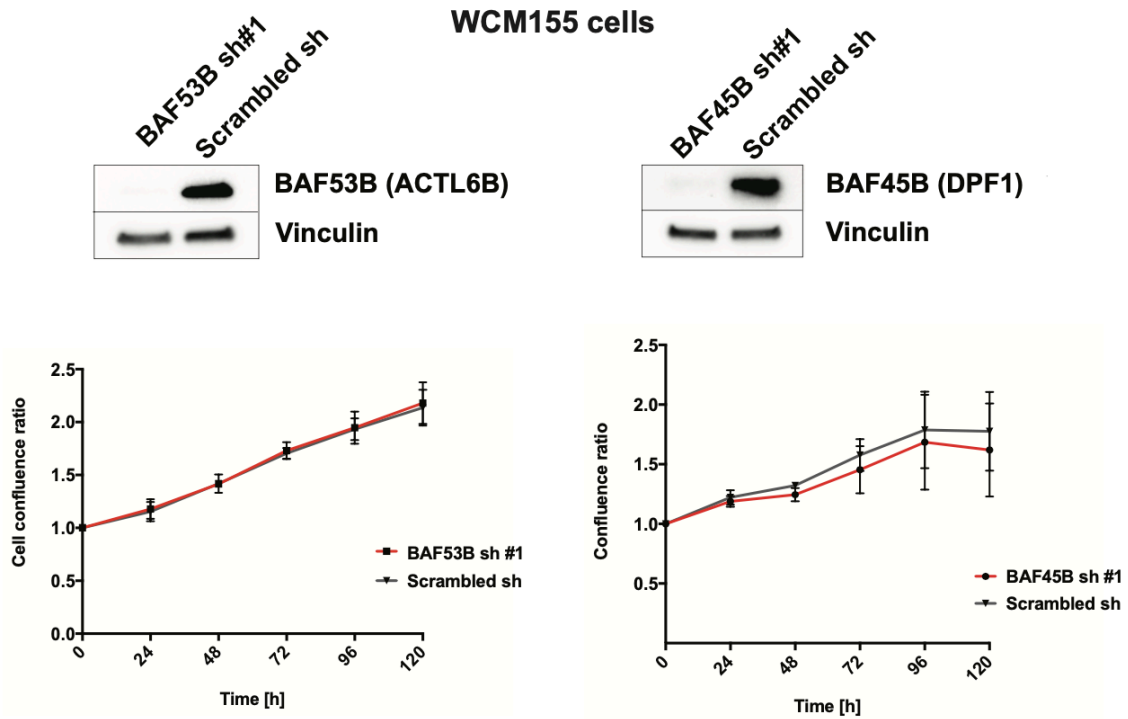 WCM155 cells
BAF53B sh#1
Scrambled sh
BAF53B (ACTL6B)
Vinculin
BAF45B sh#1
Scrambled sh
BAF45B (DPF1)
Vinculin
Cell confluence ratio
2.5
2.0
1.5
1.0
0.5
0.0
BAF53B sh #1
Scrambled sh
0 24 48 72 96 120
Time [h]
Confluence ratio
2.5
2.0
1.5
1.0
0.5
BAF45B sh #1
Scrambled sh
0 24 48 72 96 120
Time [h]